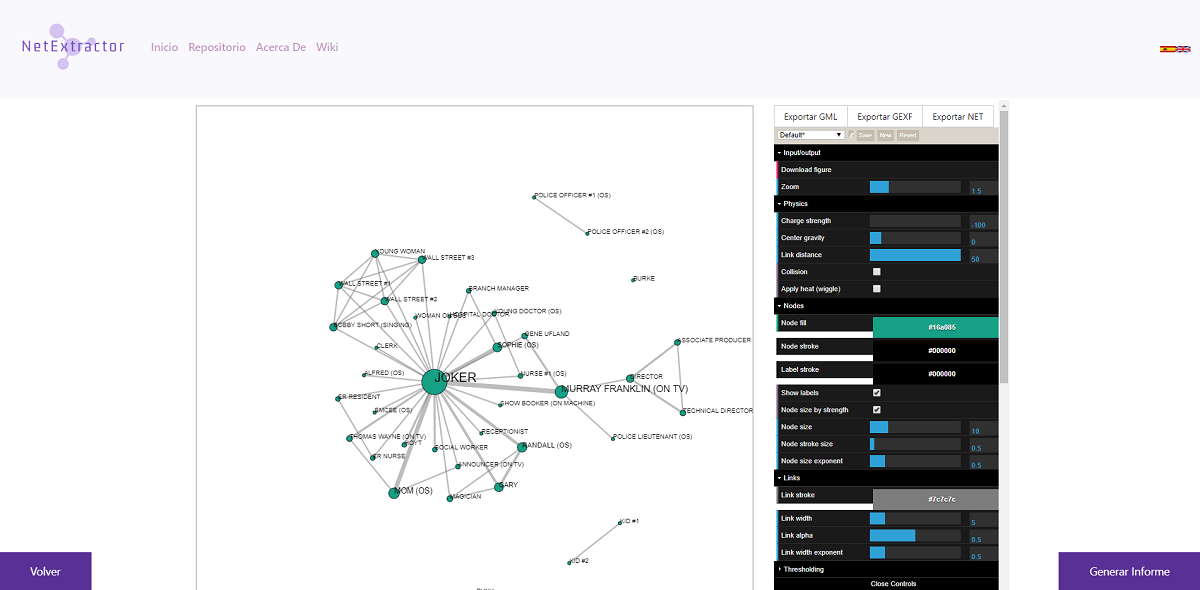 NetExtractor
Inicio Repositorio Acerca De Wiki
Exportar GML Exportar GEXF Exportar NET
Default* Save New Revert
Input/output
Download figure
Zoom 1.5
Physics
Charge strength -100
Center gravity 0
Link distance 50
Collision
Apply heat (wiggle)
Nodes
Node fill #16a085
Node stroke #000000
Label stroke #000000
Show labels
Node size by strength
Node size 10
Node stroke size 0.5
Node size exponent 0.5
Links
Link stroke #7c7c7c
Link width 5
Link alpha 0.5
Link width exponent 0.5
Thresholding
Close Controls
POLICE OFFICER #1 (OS)
POLICE OFFICER #2 (OS)
YOUNG WOMAN
WALL STREET #3
BURKE
WALL STREET #1
BRANCH MANAGER
WALL STREET #2
WOMAN ON BUS
HOSPITAL DOCTOR
YOUNG DOCTOR (OS)
BOBBY SHORT (SINGING)
GENE UFLAND
ASSOCIATE PRODUCER
CLERK
SOPHIE (OS)
ALFRED (OS)
JOKER
NURSE #1 (OS)
DIRECTOR
MURRAY FRANKLIN (ON TV)
ER RESIDENT
SHOW BOOKER (ON MACHINE)
EMCEE (OS)
TECHNICAL DIRECTOR
RECEPTIONIST
THOMAS WAYNE (ON TV)
POLICE LIEUTENANT (OS)
HOYT
SOCIAL WORKER
RANDALL (OS)
ER NURSE
ANNOUNCER (ON TV)
GARY
MOM (OS)
MAGICIAN
KID #1
KID #2
Volver
Generar Informe